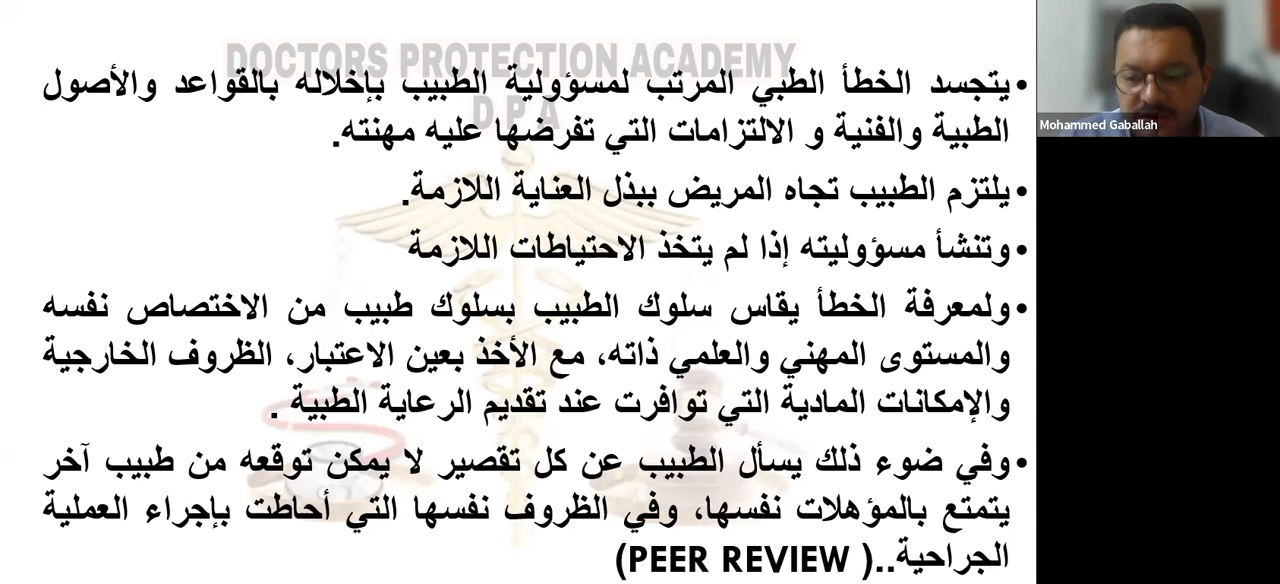 DOCTORS PROTECTION ACADEMY
D P A
•يتجسد الخطأ الطبي المرتب لمسؤولية الطبيب بإخلاله بالقواعد والأصول
الطبية والفنية و الالتزامات التي تفرضها عليه مهنته.
•يلتزم الطبيب تجاه المريض ببذل العناية اللازمة.
•وتنشأ مسؤوليته إذا لم يتخذ الاحتياطات اللازمة
•ولمعرفة الخطأ يقاس سلوك الطبيب بسلوك طبيب من الاختصاص نفسه
والمستوى المهني والعلمي ذاته، مع الأخذ بعين الاعتبار، الظروف الخارجية
والإمكانات المادية التي توافرت عند تقديم الرعاية الطبية .
•وفي ضوء ذلك يسأل الطبيب عن كل تقصير لا يمكن توقعه من طبيب آخر
يتمتع بالمؤهلات نفسها، وفي الظروف نفسها التي أحاطت بإجراء العملية
الجراحية..( PEER REVIEW)
Mohammed Gaballah